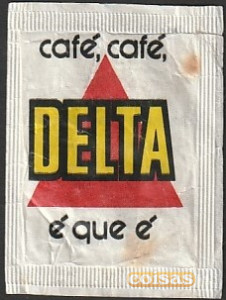 café, café,
DELTA
é que é
coisas